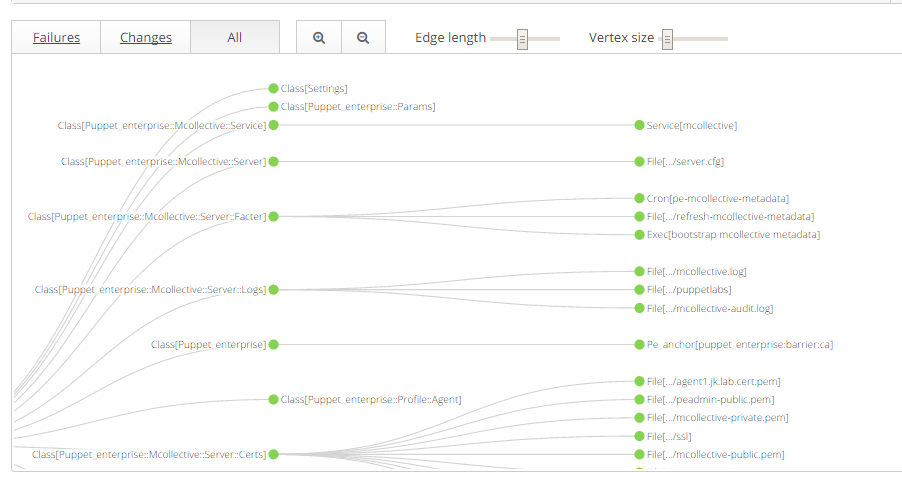 Failures Changes All Edge length Vertex size
Class[Settings]
Class[Puppet_enterprise::Params]
Class[Puppet_enterprise::Mcollective::Service] Service[mcollective]
Class[Puppet_enterprise::Mcollective::Server] File[.../server.cfg]
Cron[pe-mcollective-metadata]
Class[Puppet_enterprise::Mcollective::Server::Facter] File[.../refresh-mcollective-metadata]
Exec[bootstrap mcollective metadata]
File[.../mcollective.log]
Class[Puppet_enterprise::Mcollective::Server::Logs] File[.../puppetlabs]
File[.../mcollective-audit.log]
Class[Puppet_enterprise] Pe_anchor[puppet_enterprise:barrier:ca]
File[.../agent1.jk.lab.cert.pem]
Class[Puppet_enterprise::Profile::Agent] File[.../peadmin-public.pem]
File[.../mcollective-private.pem]
File[.../ssl]
Class[Puppet_enterprise::Mcollective::Server::Certs] File[.../mcollective-public.pem]